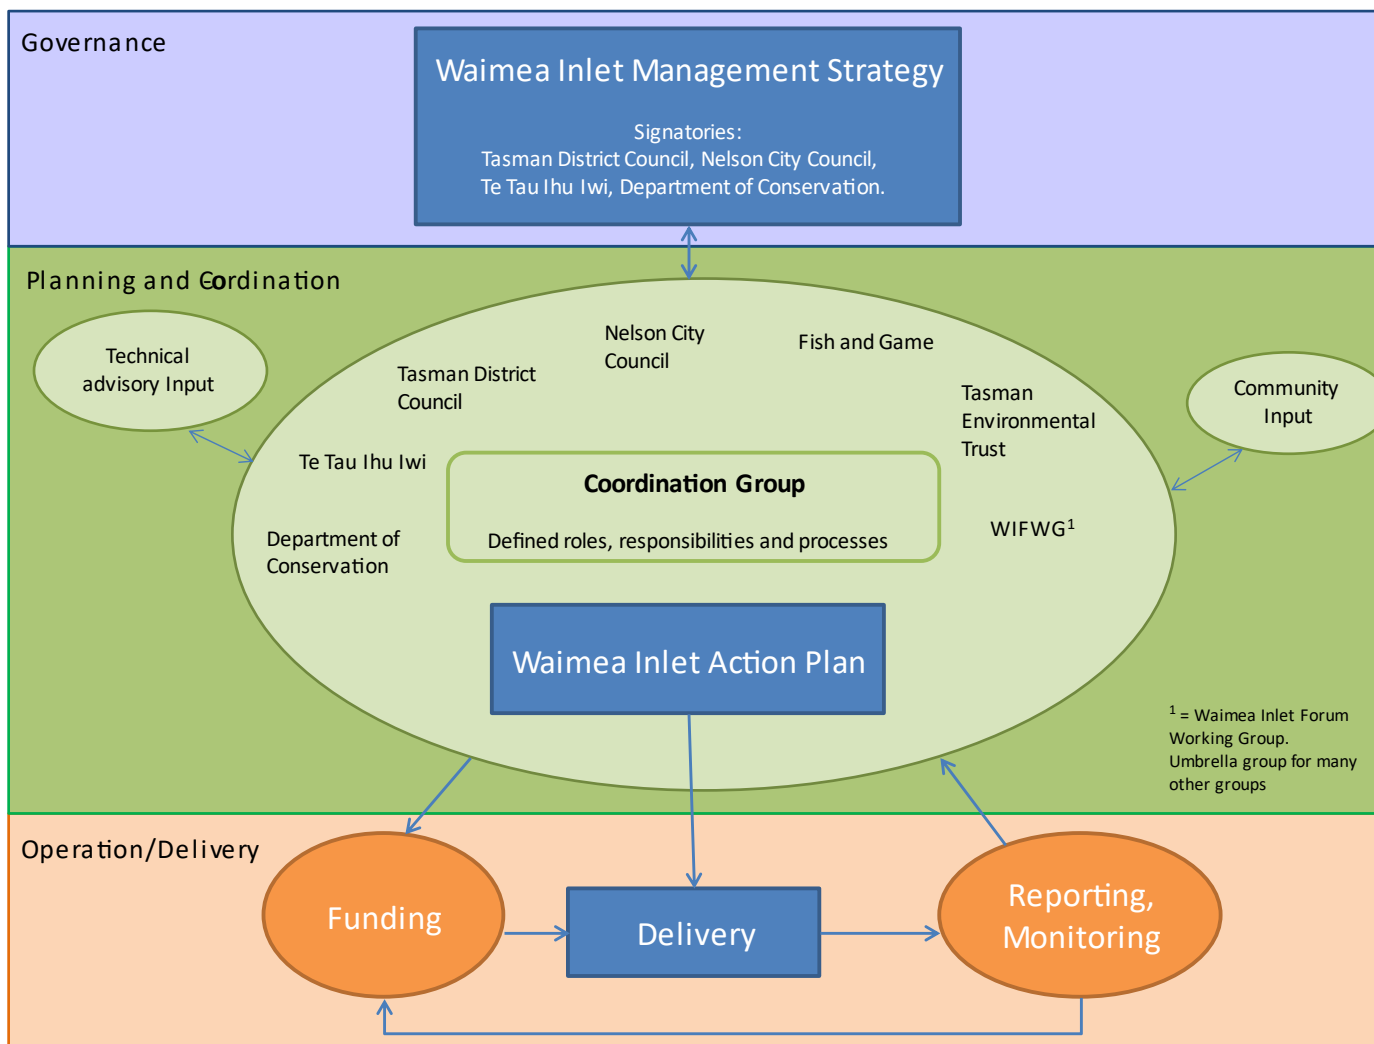 Governance
Waimea Inlet Management Strategy
Signatories:
Tasman District Council, Nelson City Council,
Te Tau Ihu Iwi, Department of Conservation.
Planning and Co-ordination
Technical
advisory Input
Tasman District
Council
Nelson City
Council
Fish and Game
Tasman
Environmental
Trust
Community
Input
Te Tau Ihu Iwi
Coordination Group
Defined roles, responsibilities and processes
WIFWG¹
Department of
Conservation
Waimea Inlet Action Plan
¹ = Waimea Inlet Forum
Working Group.
Umbrella group for many
other groups
Operation/Delivery
Funding
Delivery
Reporting,
Monitoring